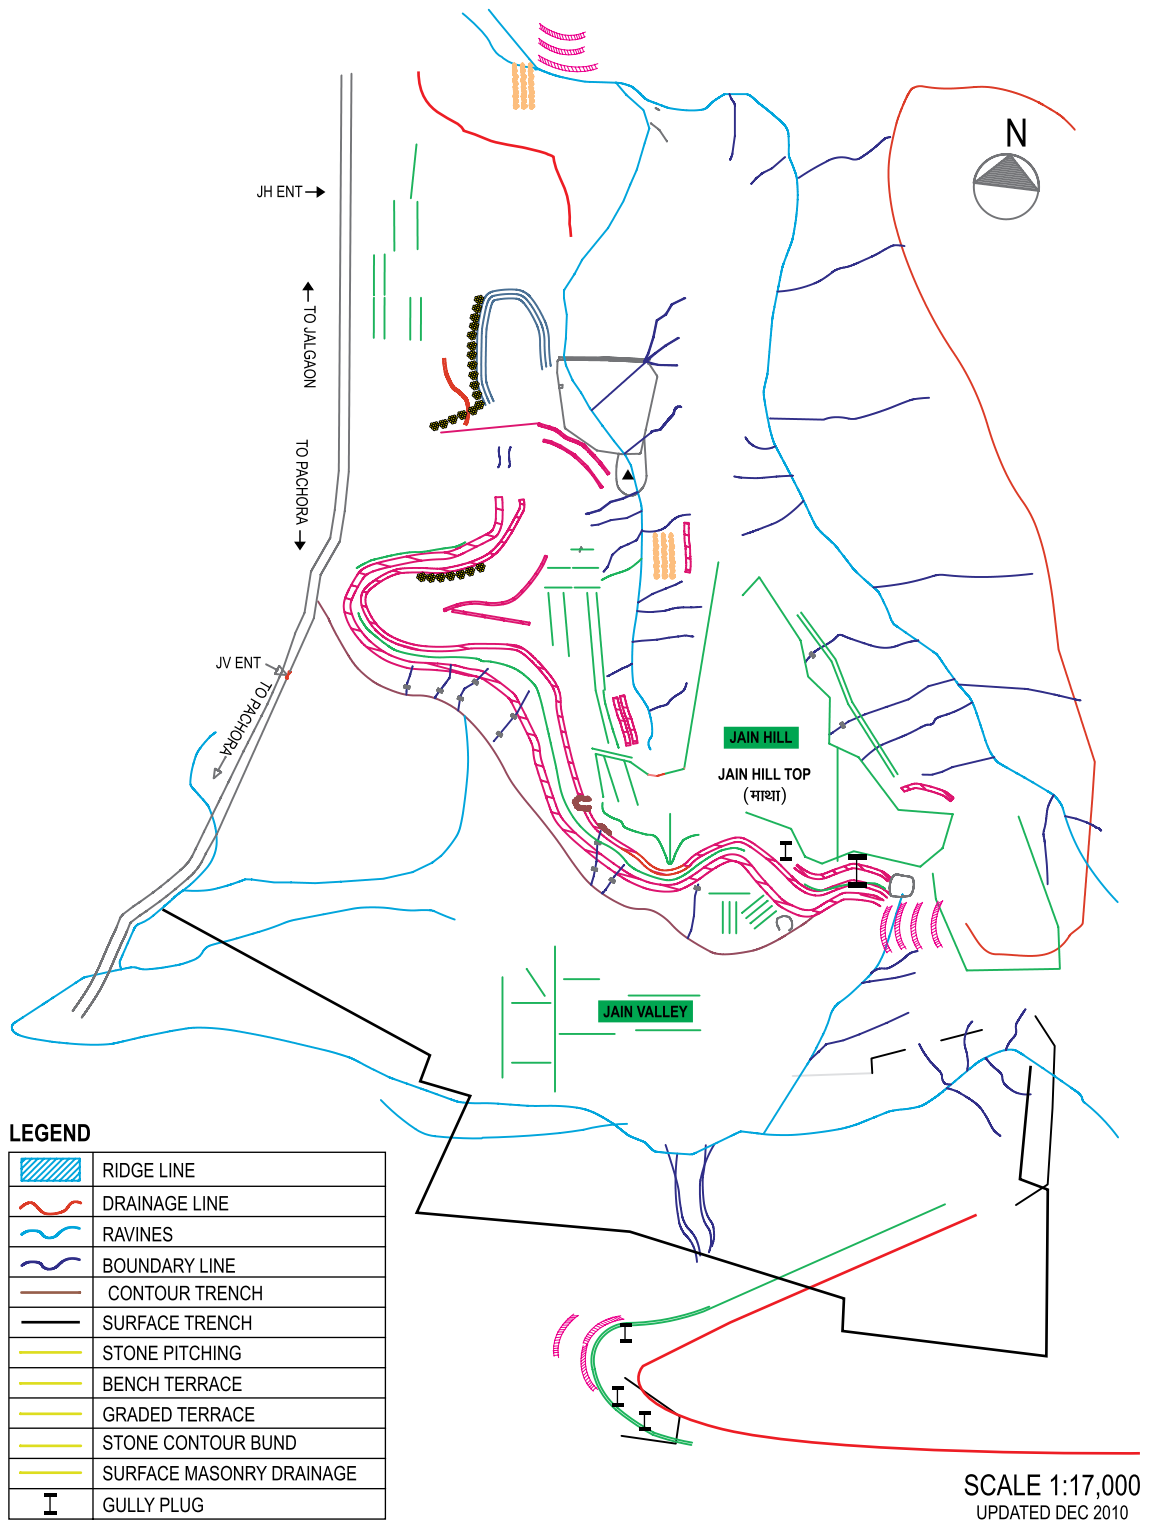 N
JH ENT
TO JALGAON
TO PACHORA
JV ENT
TO PACHORA
JAIN HILL
JAIN HILL TOP
(माथा)
JAIN VALLEY
LEGEND
RIDGE LINE
DRAINAGE LINE
RAVINES
BOUNDARY LINE
CONTOUR TRENCH
SURFACE TRENCH
STONE PITCHING
BENCH TERRACE
GRADED TERRACE
STONE CONTOUR BUND
SURFACE MASONRY DRAINAGE
GULLY PLUG
SCALE 1:17,000
UPDATED DEC 2010